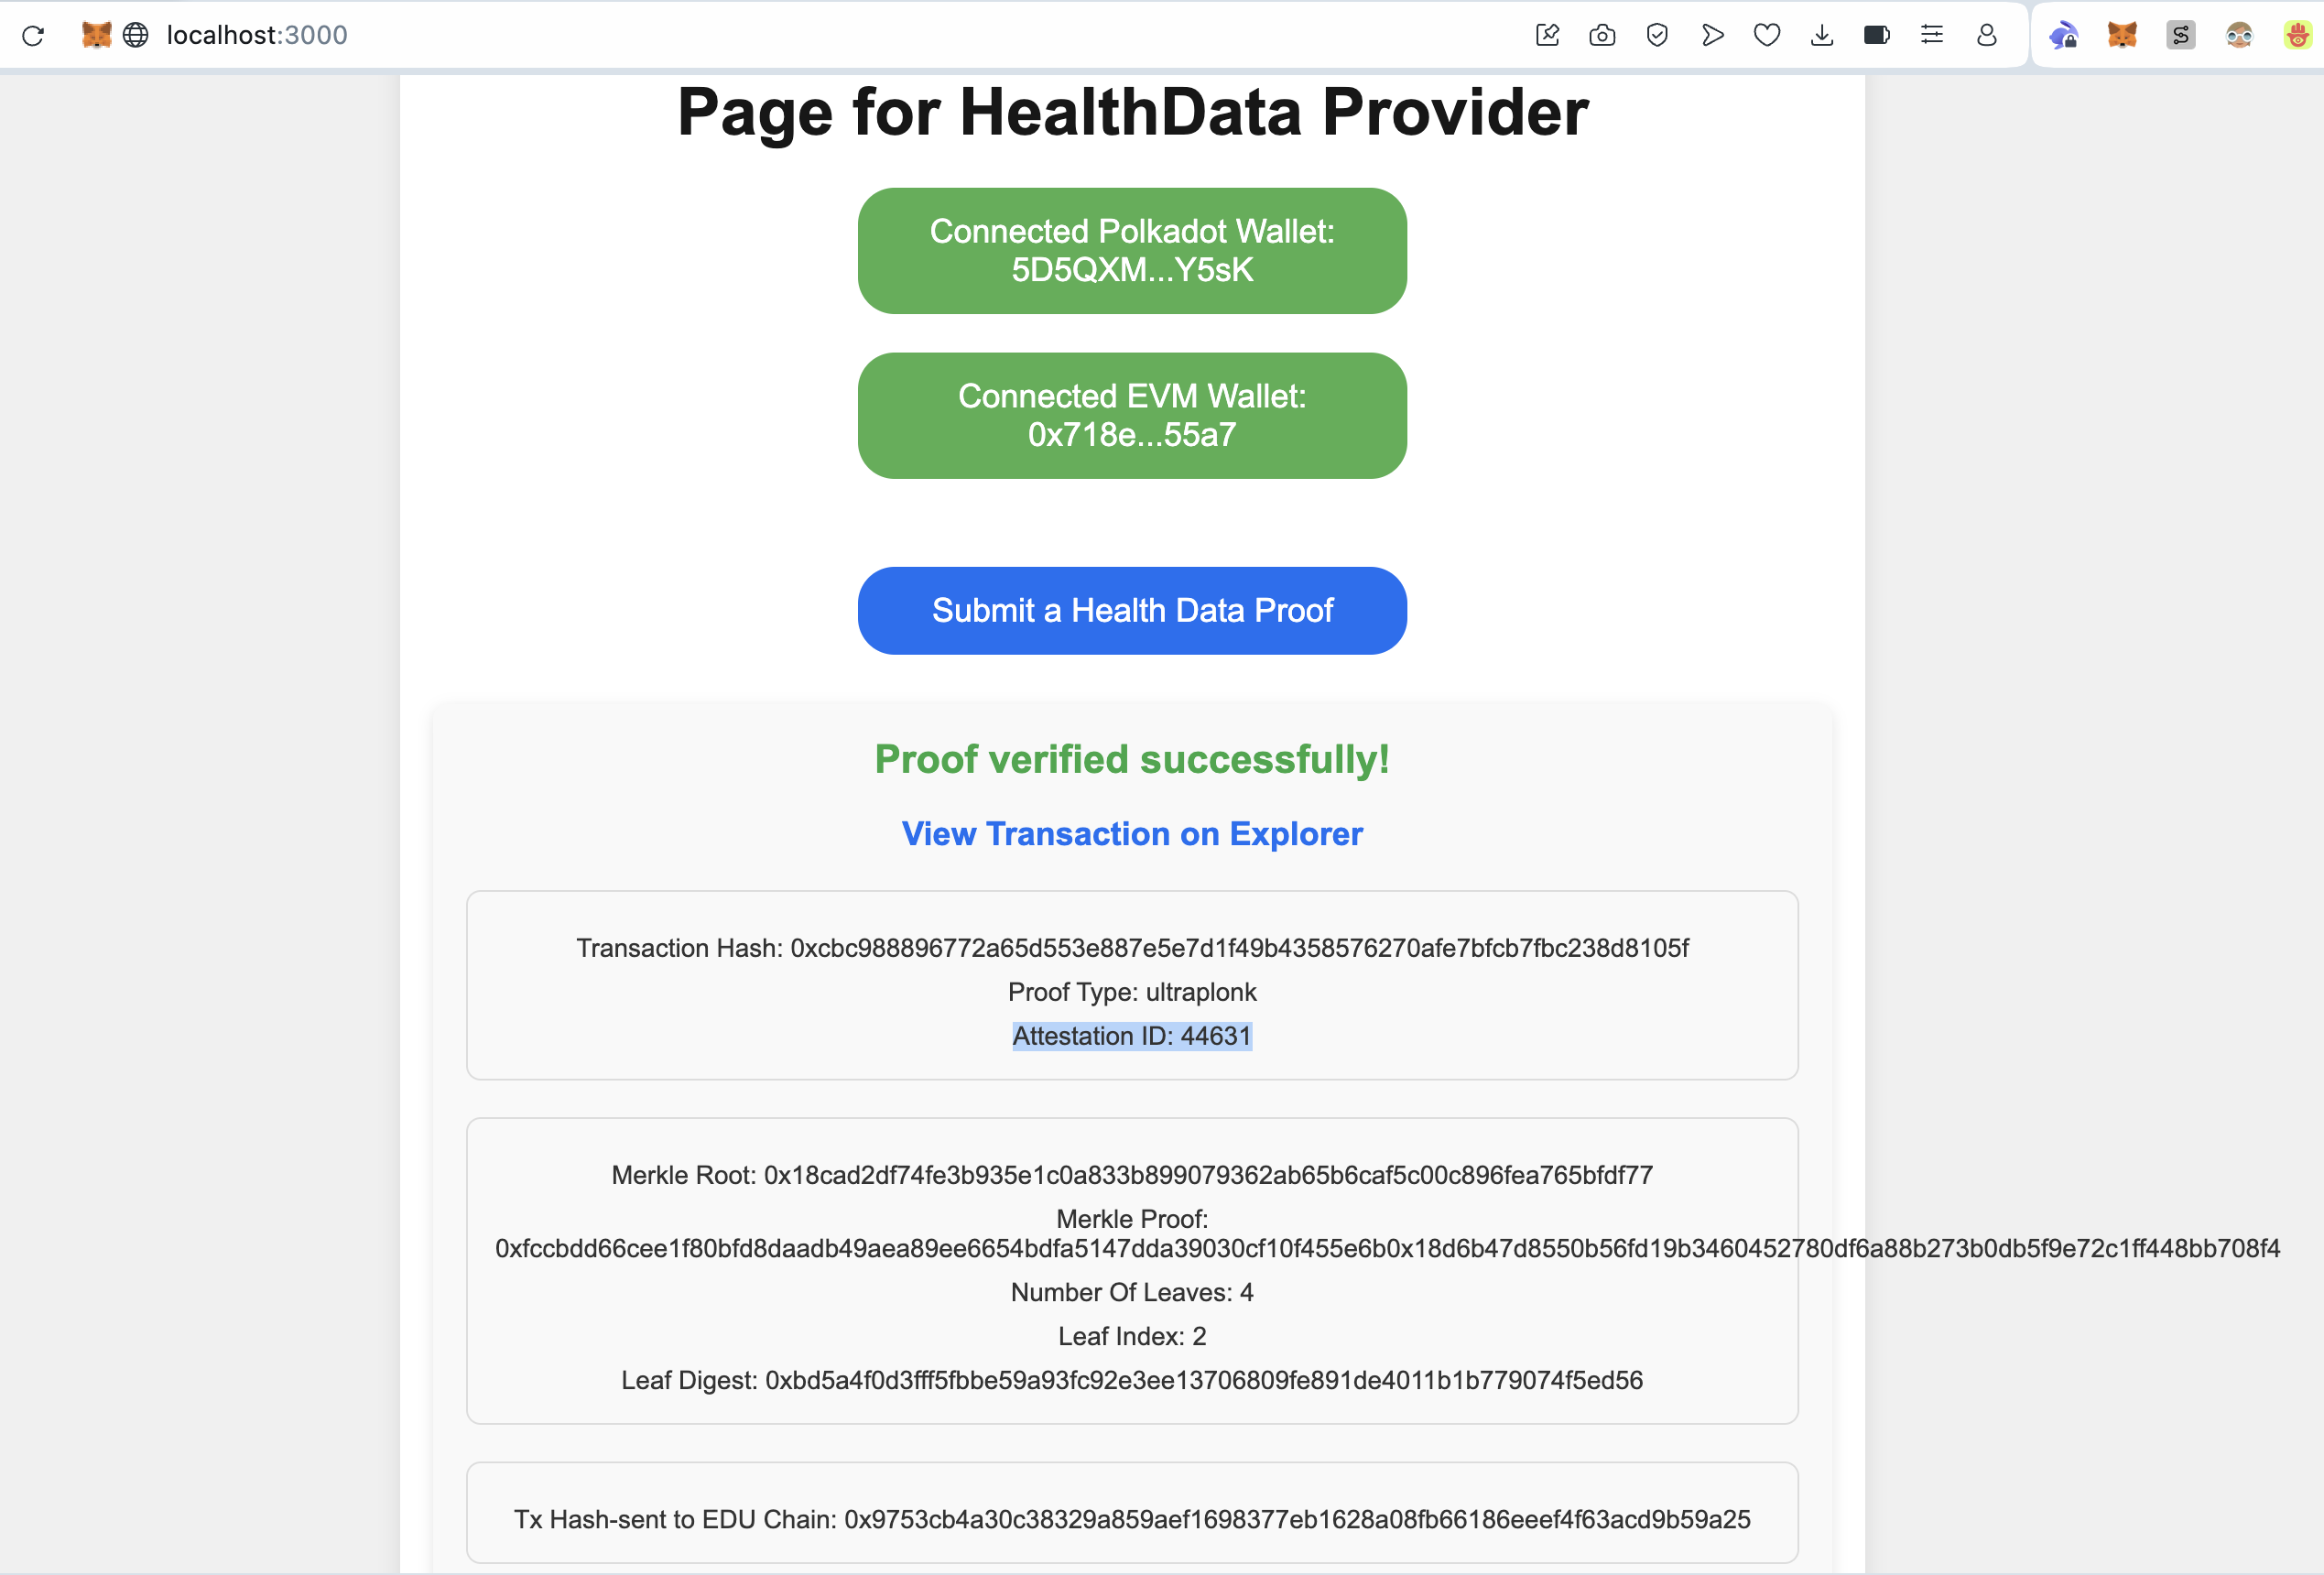 localhost:3000
Page for HealthData Provider
Connected Polkadot Wallet:
5D5QXM...Y5sK
Connected EVM Wallet:
0x718e...55a7
Submit a Health Data Proof
Proof verified successfully!
View Transaction on Explorer
Transaction Hash: 0xcbc988896772a65d553e887e5e7d1f49b4358576270afe7bfcb7fbc238d8105f
Proof Type: ultraplonk
Attestation ID: 44631
Merkle Root: 0x18cad2df74fe3b935e1c0a833b899079362ab65b6caf5c00c896fea765bfdf77
Merkle Proof:
0xfccbdd66cee1f80bfd8daadb49aea89ee6654bdfa5147dda39030cf10f455e6b0x18d6b47d8550b56fd19b3460452780df6a88b273b0db5f9e72c1ff448bb708f4
Number Of Leaves: 4
Leaf Index: 2
Leaf Digest: 0xbd5a4f0d3fff5fbbe59a93fc92e3ee13706809fe891de4011b1b779074f5ed56
Tx Hash-sent to EDU Chain: 0x9753cb4a30c38329a859aef1698377eb1628a08fb66186eeef4f63acd9b59a25